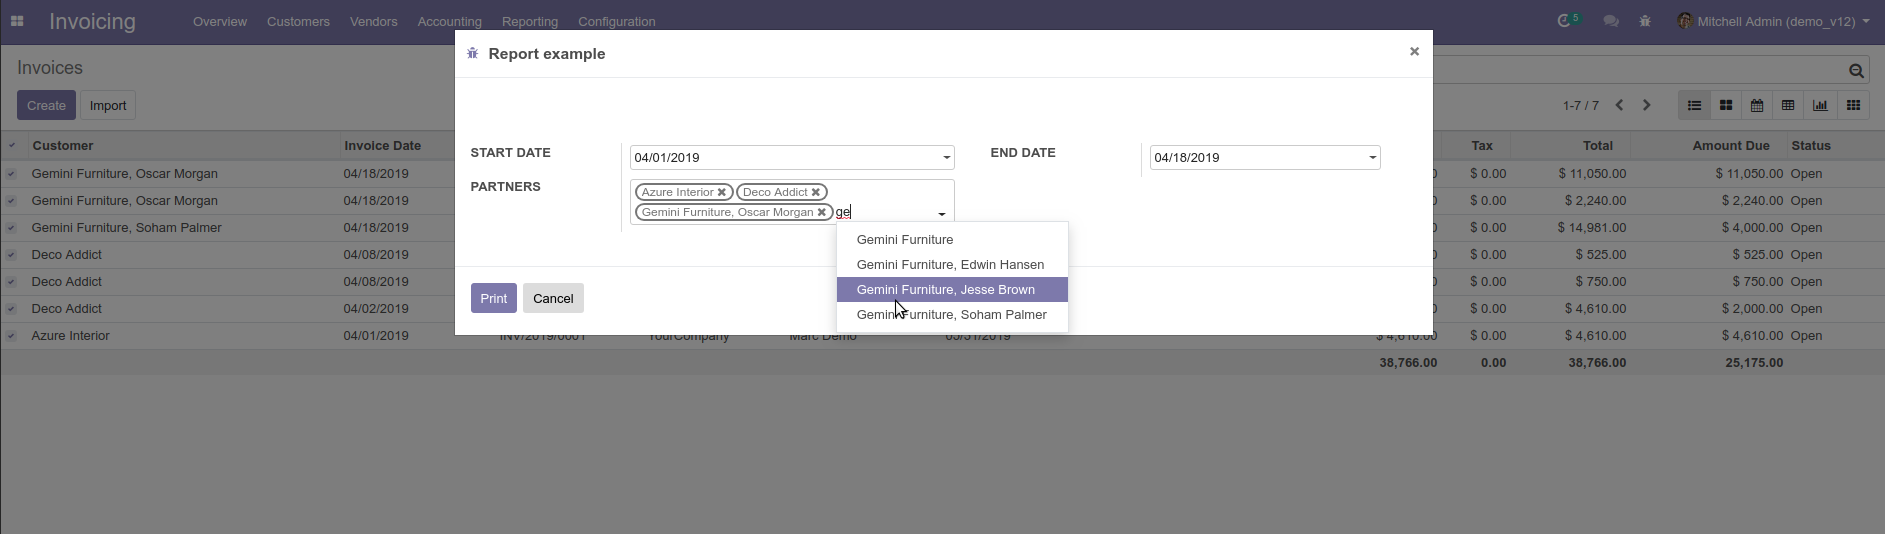 Invoicing Overview Customers Vendors Accounting Reporting Configuration 5 Mitchell Admin (demo_v12)
Report example ×
Invoices
Create Import 1-7 / 7
START DATE 04/01/2019 END DATE 04/18/2019
PARTNERS Azure Interior Deco Addict
Gemini Furniture, Oscar Morgan ge
Gemini Furniture
Gemini Furniture, Edwin Hansen
Gemini Furniture, Jesse Brown
Gemini Furniture, Soham Palmer
Print Cancel
Customer Invoice Date Tax Total Amount Due Status
Gemini Furniture, Oscar Morgan 04/18/2019 $ 0.00 $ 11,050.00 $ 11,050.00 Open
Gemini Furniture, Oscar Morgan 04/18/2019 $ 0.00 $ 2,240.00 $ 2,240.00 Open
Gemini Furniture, Soham Palmer 04/18/2019 $ 0.00 $ 14,981.00 $ 4,000.00 Open
Deco Addict 04/08/2019 $ 0.00 $ 525.00 $ 525.00 Open
Deco Addict 04/08/2019 $ 0.00 $ 750.00 $ 750.00 Open
Deco Addict 04/02/2019 $ 0.00 $ 4,610.00 $ 2,000.00 Open
Azure Interior 04/01/2019 INV/2019/0001 YourCompany Marc Demo 05/31/2019 $ 4,610.00 $ 0.00 $ 4,610.00 $ 4,610.00 Open
38,766.00 0.00 38,766.00 25,175.00